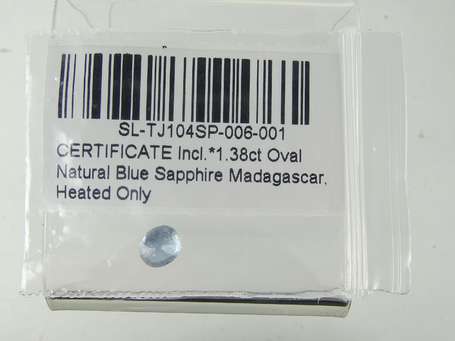 SL-TJ104SP-006-001
CERTIFICATE Incl.*1.38ct Oval
Natural Blue Sapphire Madagascar,
Heated Only